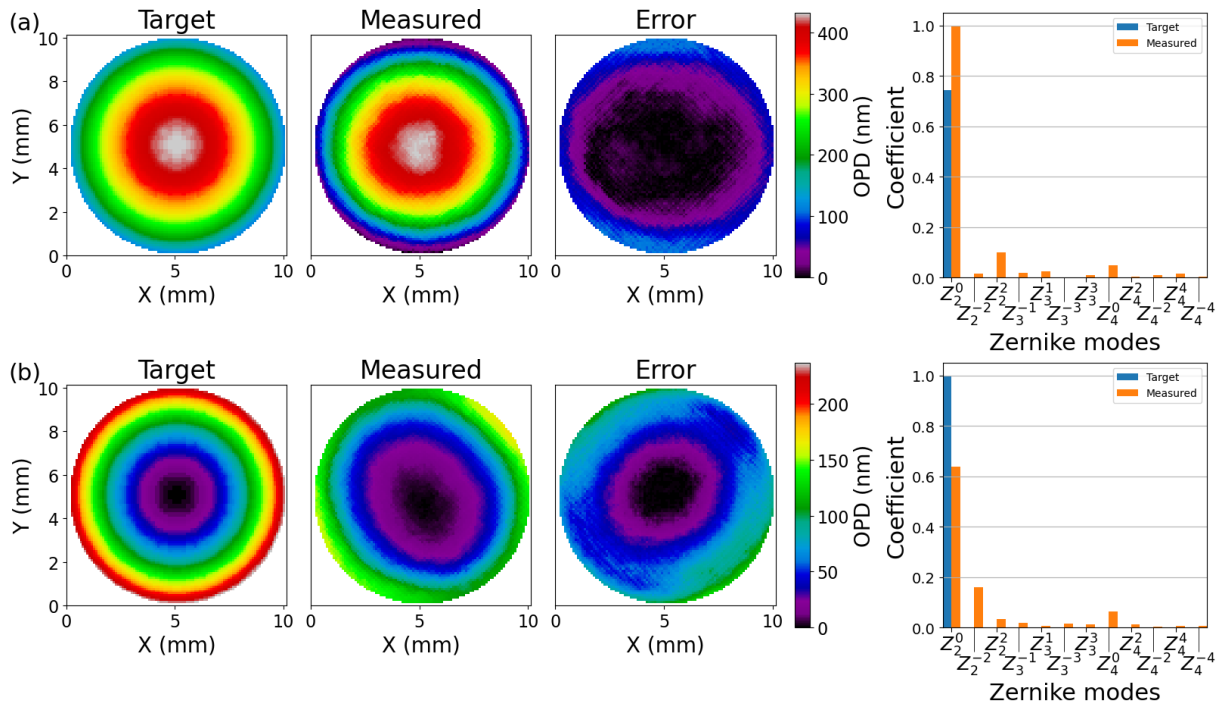 (a)
Target
Measured
Error
Y (mm)
10
8
6
4
2
0
0 5 10
X (mm)
0 5 10
X (mm)
0 5 10
X (mm)
OPD (nm)
400
300
200
100
0
Coefficient
1.0
0.8
0.6
0.4
0.2
0.0
Target
Measured
Z_2^0 Z_2^{-2} Z_2^2 Z_3^{-1} Z_3^1 Z_3^{-3} Z_3^3 Z_4^0 Z_4^2 Z_4^{-2} Z_4^4 Z_4^{-4}
Zernike modes
(b)
Target
Measured
Error
Y (mm)
10
8
6
4
2
0
0 5 10
X (mm)
0 5 10
X (mm)
0 5 10
X (mm)
OPD (nm)
200
150
100
50
0
Coefficient
1.0
0.8
0.6
0.4
0.2
0.0
Target
Measured
Z_2^0 Z_2^{-2} Z_2^2 Z_3^{-1} Z_3^1 Z_3^{-3} Z_3^3 Z_4^0 Z_4^2 Z_4^{-2} Z_4^4 Z_4^{-4}
Zernike modes